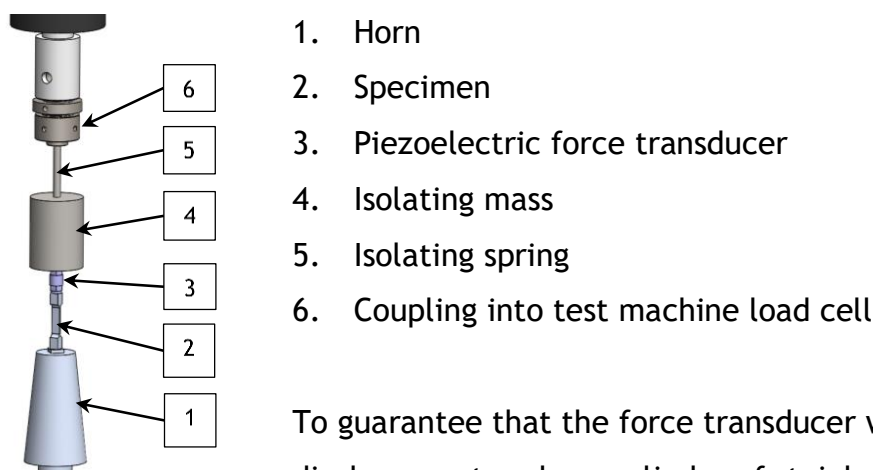 1. Horn
2. Specimen
3. Piezoelectric force transducer
4. Isolating mass
5. Isolating spring
6. Coupling into test machine load cell
6
5
4
3
2
1
To guarantee that the force transducer